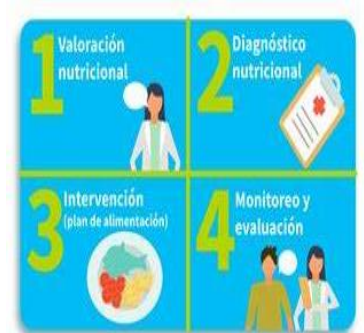 1
Valoración
nutricional
2
Diagnóstico
nutricional
3
Intervención
(plan de alimentación)
4
Monitoreo y
evaluación